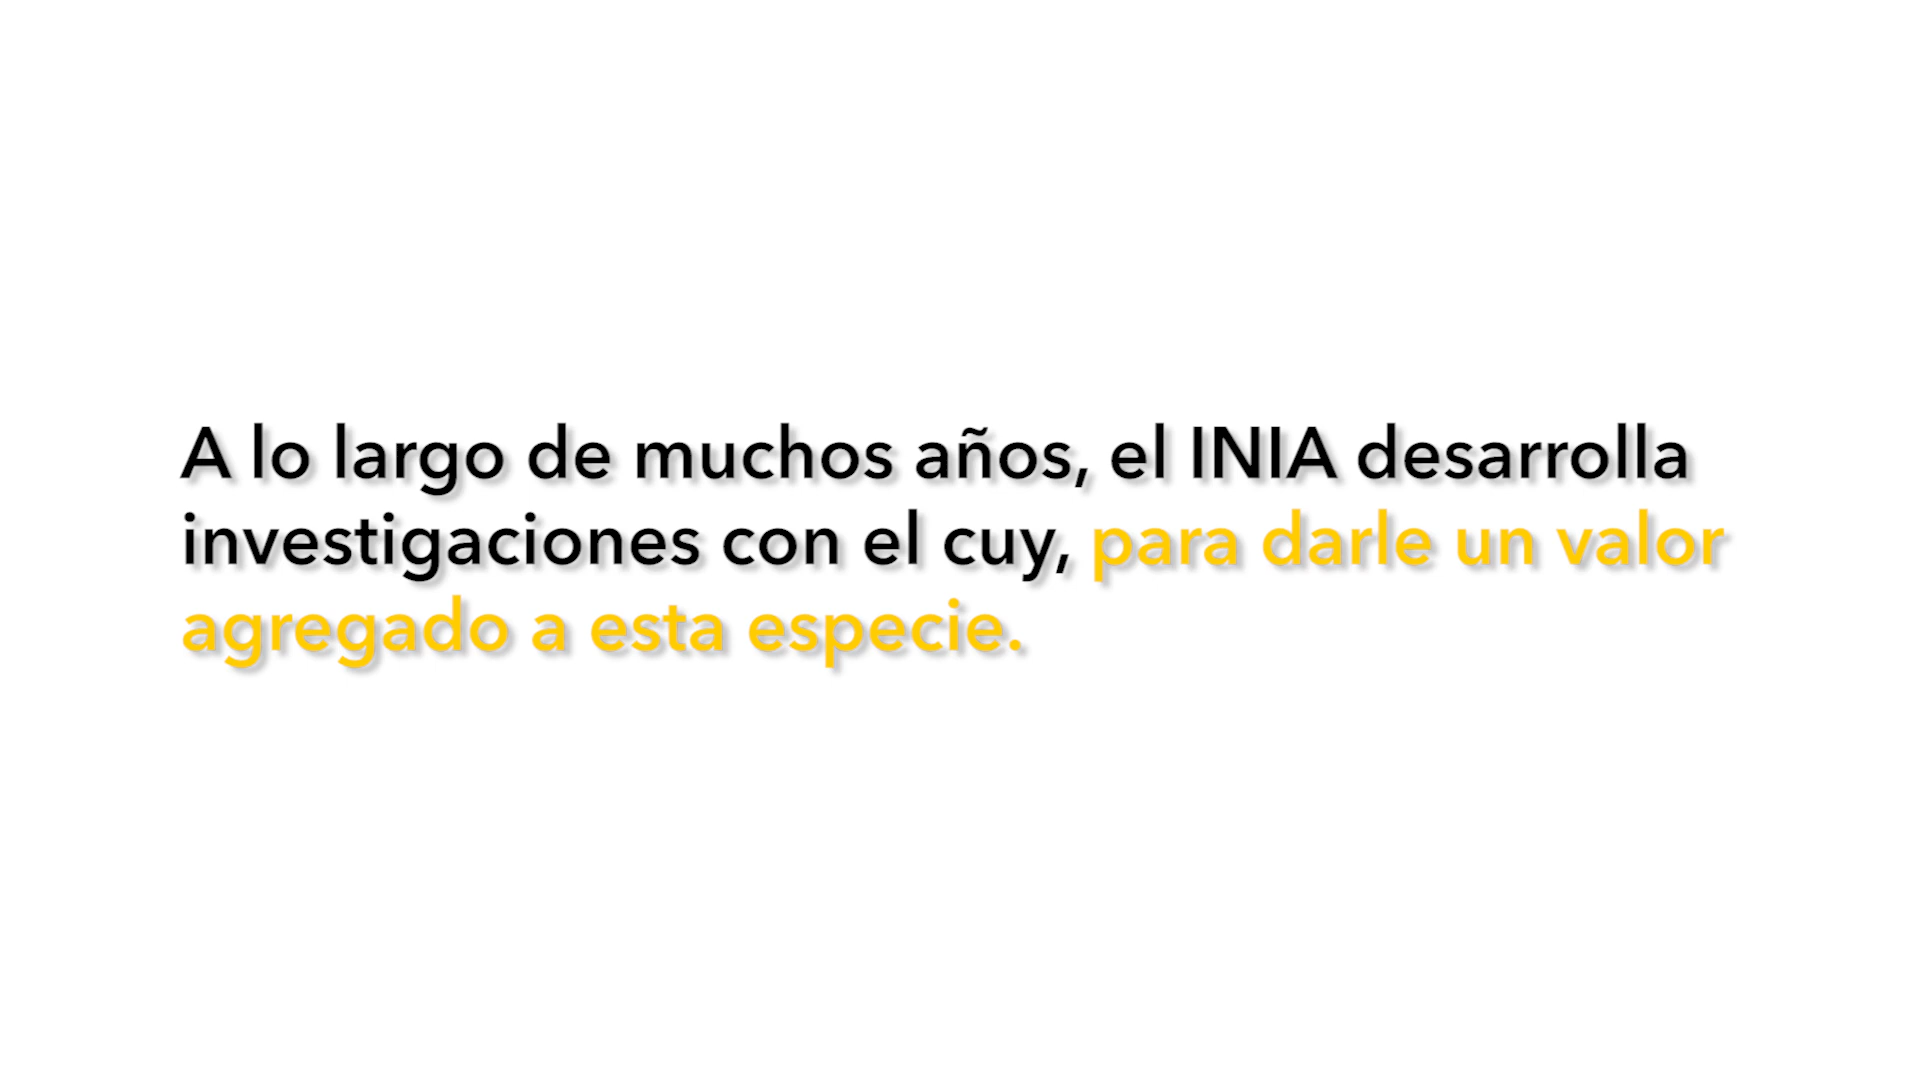 A lo largo de muchos años, el INIA desarrolla
investigaciones con el cuy, para darle un valor
agregado a esta especie.